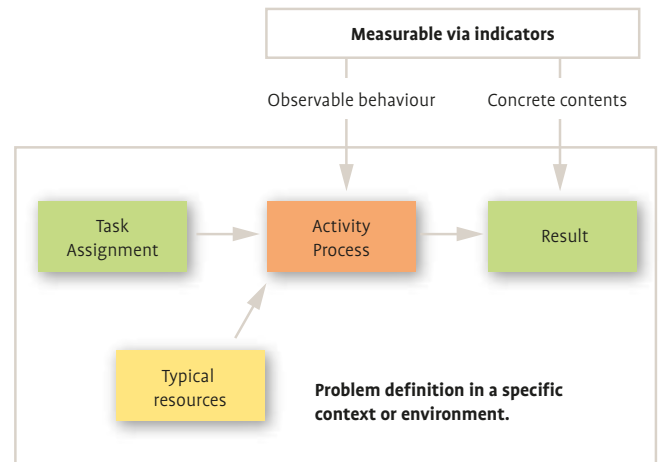 Measurable via indicators
Observable behaviour
Concrete contents
Task
Assignment
Activity
Process
Result
Typical
resources
Problem definition in a specific
context or environment.